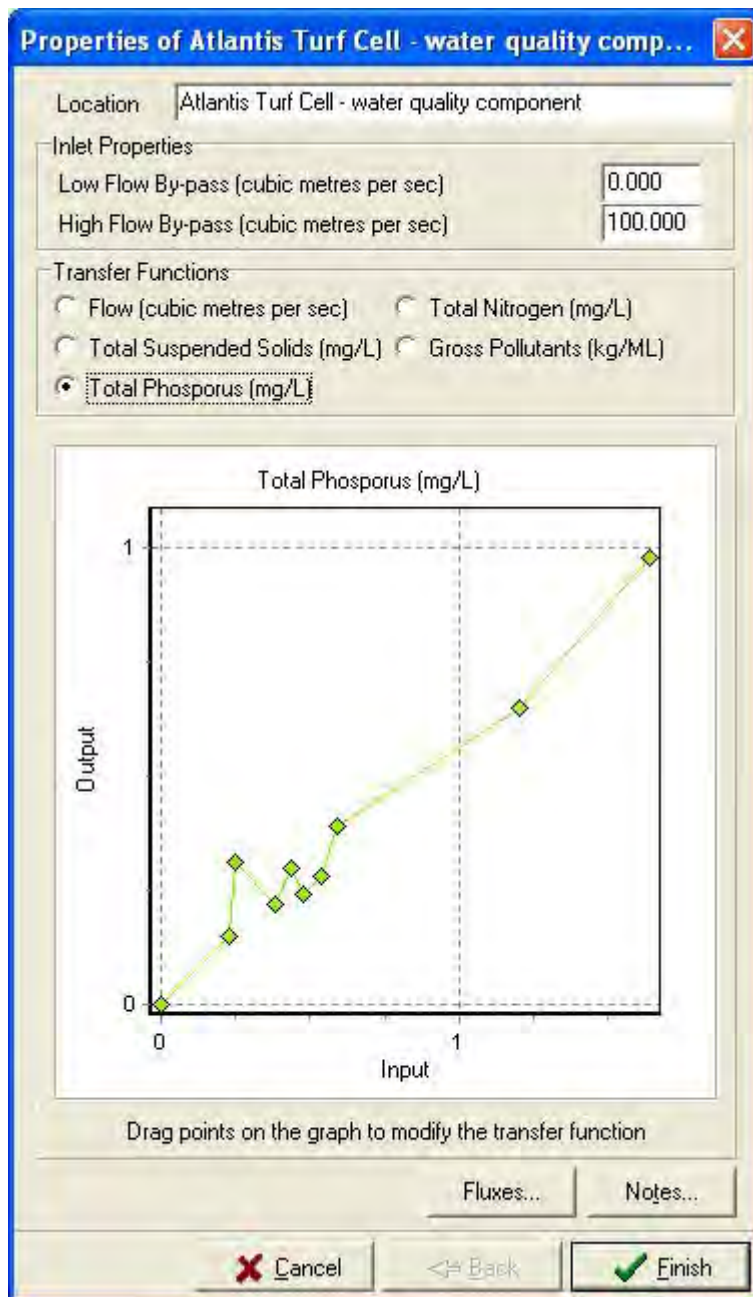 Properties of Atlantis Turf Cell - water quality comp...
Location Atlantis Turf Cell - water quality component
Inlet Properties
Low Flow By-pass (cubic metres per sec) 0.000
High Flow By-pass (cubic metres per sec) 100.000
Transfer Functions
Flow (cubic metres per sec) Total Nitrogen (mg/L)
Total Suspended Solids (mg/L) Gross Pollutants (kg/ML)
Total Phosporus (mg/L)
Total Phosporus (mg/L)
1
Output
0
0 1
Input
Drag points on the graph to modify the transfer function
Fluxes... Notes...
Cancel <= Back Finish